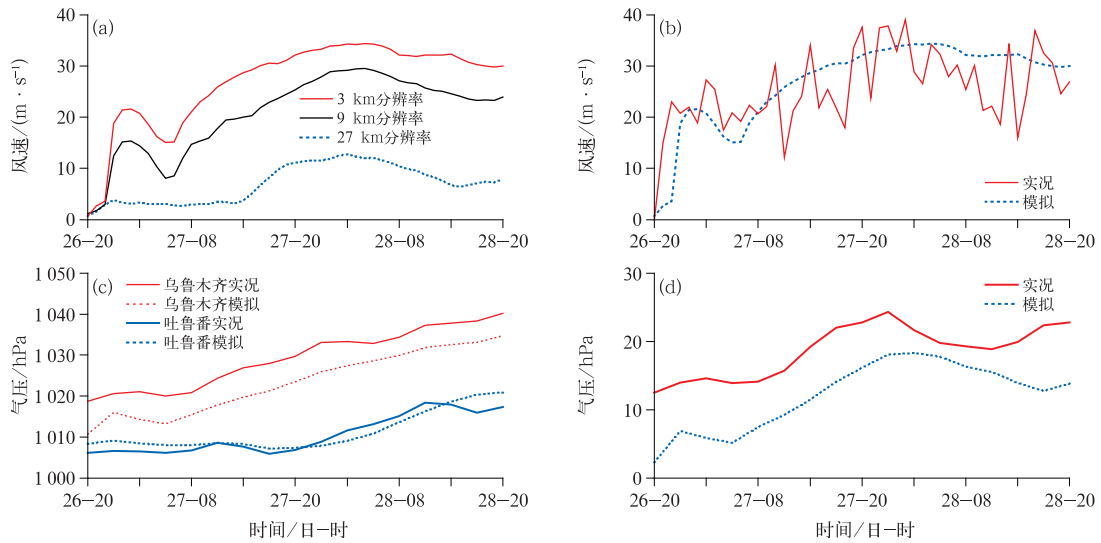 (a)
风速/(m · s⁻¹)
40
30
20
10
0
3 km分辨率
9 km分辨率
27 km分辨率
26—20
27—08
27—20
28—08
28—20
(b)
风速/(m · s⁻¹)
40
30
20
10
0
实况
模拟
26—20
27—08
27—20
28—08
28—20
(c)
气压/hPa
1 050
1 040
1 030
1 020
1 010
1 000
乌鲁木齐实况
乌鲁木齐模拟
吐鲁番实况
吐鲁番模拟
26—20
27—08
27—20
28—08
28—20
时间/日—时
(d)
气压/hPa
30
20
10
0
实况
模拟
26—20
27—08
27—20
28—08
28—20
时间/日—时